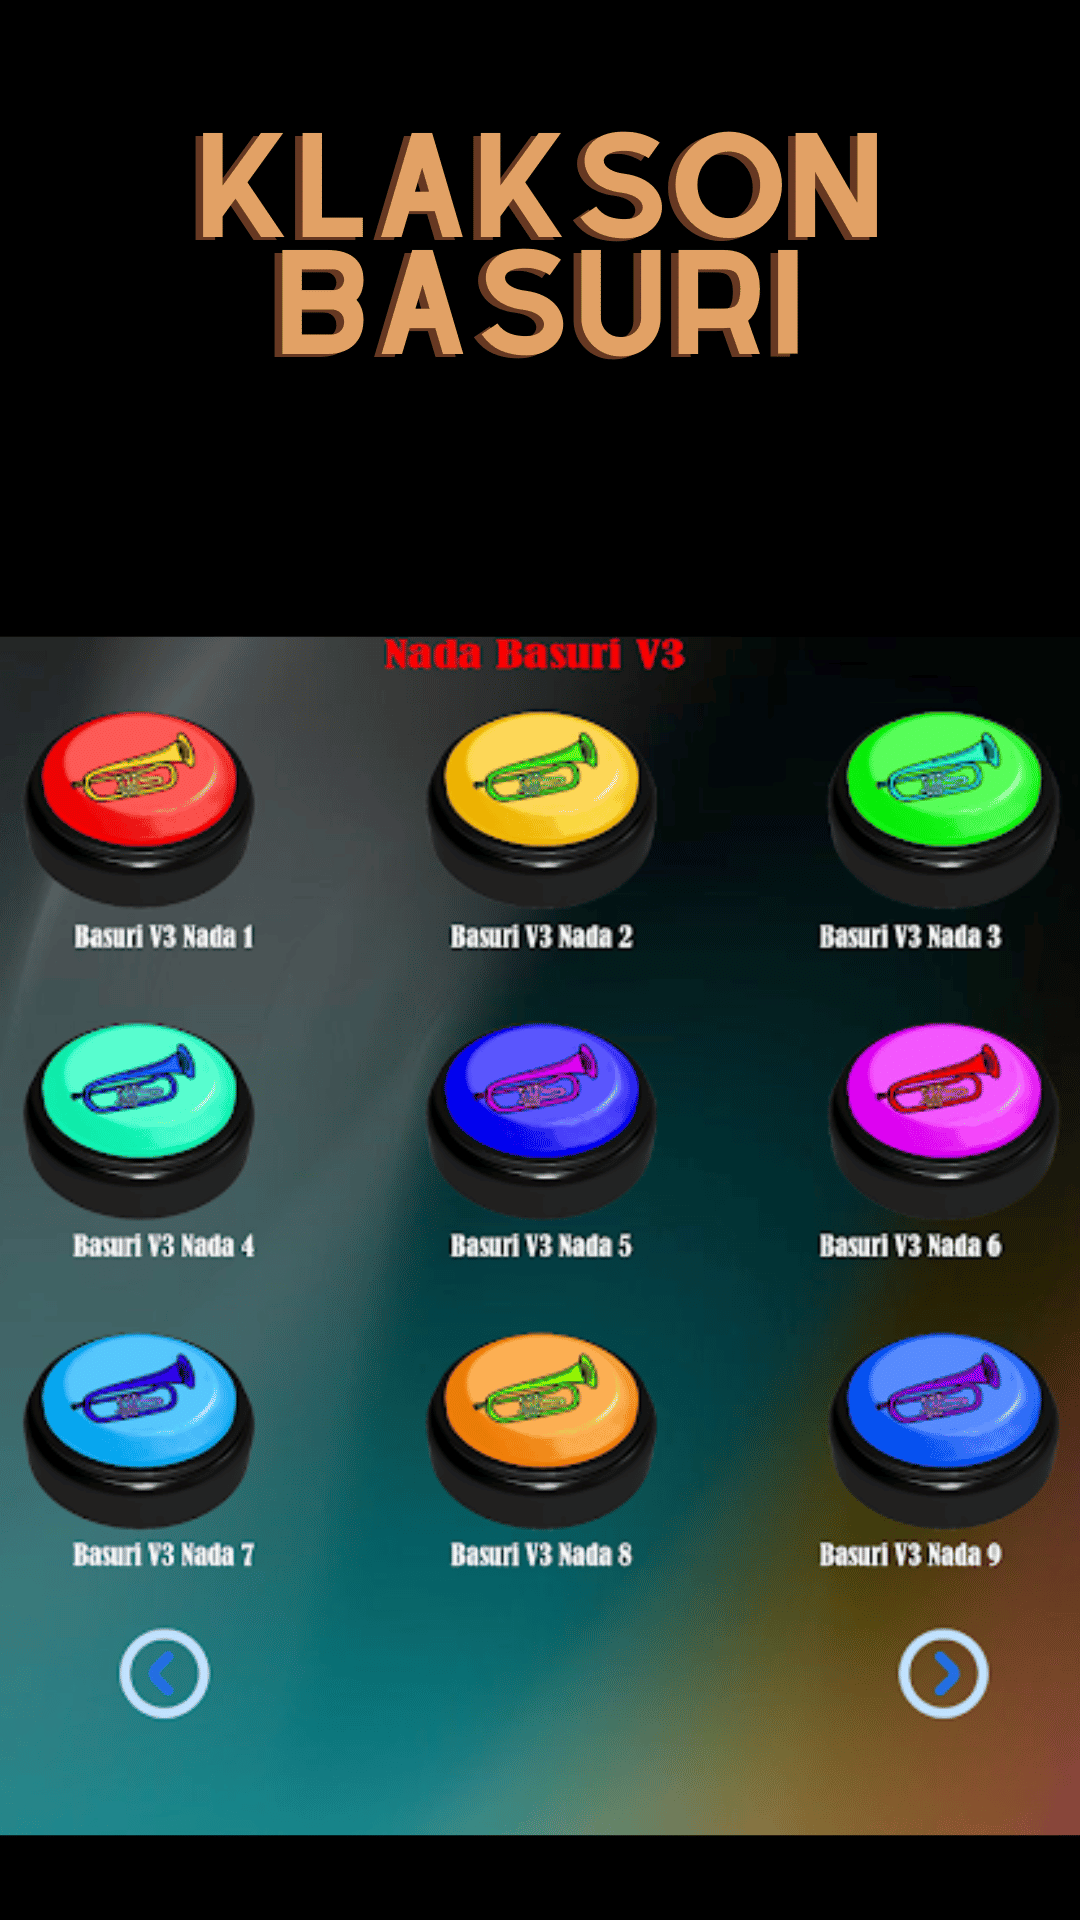 KLAKSON
BASURI
Nada Basuri V3
Basuri V3 Nada 1
Basuri V3 Nada 2
Basuri V3 Nada 3
Basuri V3 Nada 4
Basuri V3 Nada 5
Basuri V3 Nada 6
Basuri V3 Nada 7
Basuri V3 Nada 8
Basuri V3 Nada 9